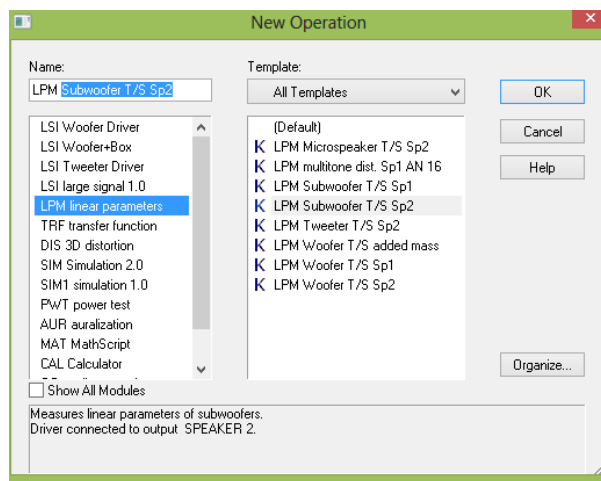 New Operation
Name:
LPM Subwoofer T/S Sp2
LSI Woofer Driver
LSI Woofer+Box
LSI Tweeter Driver
LSI large signal 1.0
LPM linear parameters
TRF transfer function
DIS 3D distortion
SIM Simulation 2.0
SIM1 simulation 1.0
PWT power test
AUR auralization
MAT MathScript
CAL Calculator
Show All Modules
Template:
All Templates
(Default)
K LPM Microspeaker T/S Sp2
K LPM multitone dist. Sp1 AN 16
K LPM Subwoofer T/S Sp1
K LPM Subwoofer T/S Sp2
K LPM Tweeter T/S Sp2
K LPM Woofer T/S added mass
K LPM Woofer T/S Sp1
K LPM Woofer T/S Sp2
OK
Cancel
Help
Organize...
Measures linear parameters of subwoofers.
Driver connected to output SPEAKER 2.